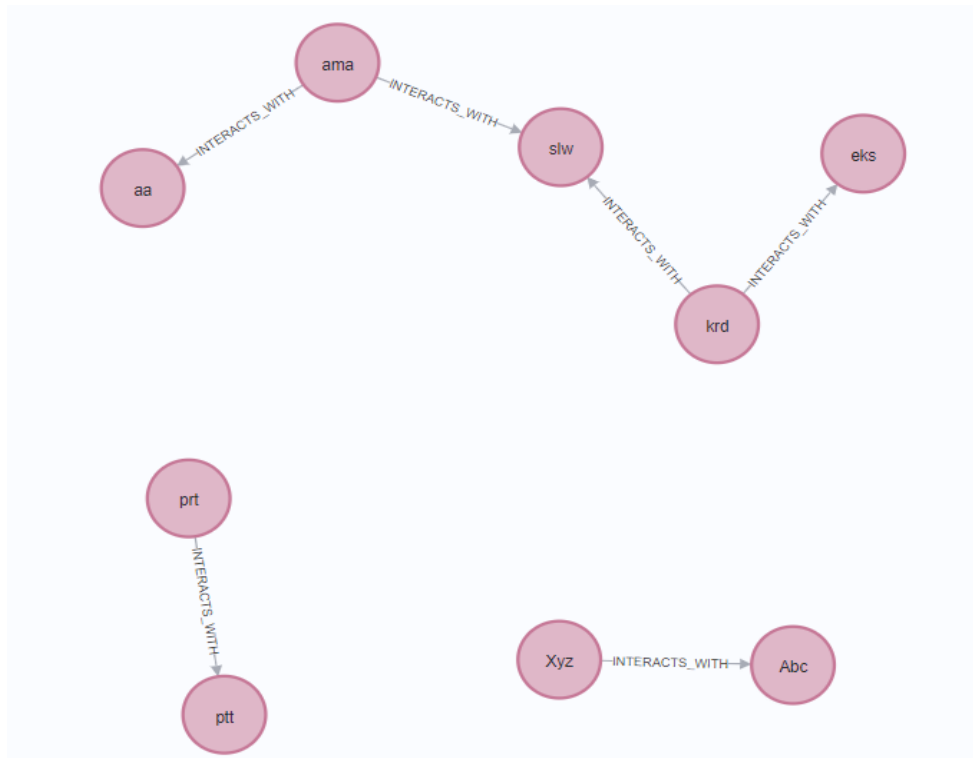 ama
INTERACTS_WITH
INTERACTS_WITH
aa
slw
eks
INTERACTS_WITH
INTERACTS_WITH
krd
prt
INTERACTS_WITH
ptt
Xyz
INTERACTS_WITH
Abc